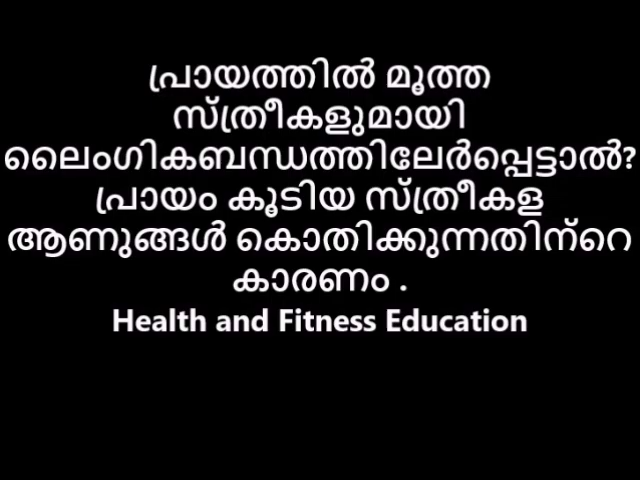 പ്രായത്തിൽ മൂത്ത
സ്ത്രീകളുമായി
ലൈംഗികബന്ധത്തിലേർപ്പെട്ടാൽ?
പ്രായം കൂടിയ സ്ത്രീകള
ആണുങ്ങൾ കൊതിക്കുന്നതിന്റെ
കാരണം .
Health and Fitness Education